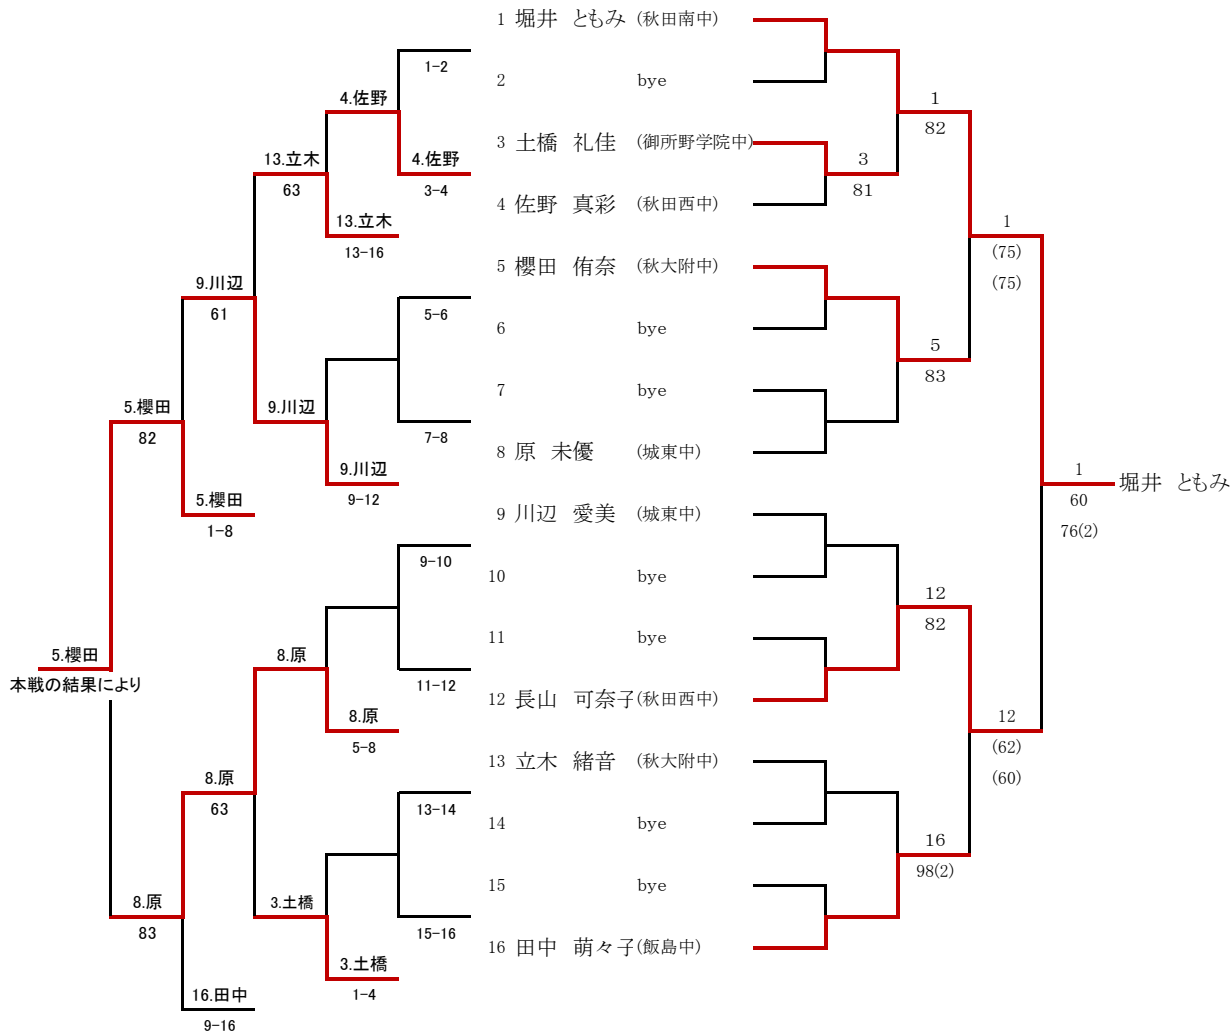 1 堀井 ともみ (秋田南中)
1-2
2 bye
4.佐野
1
82
3 土橋 礼佳 (御所野学院中)
13.立木
4.佐野
3
63
3-4
81
4 佐野 真彩 (秋田西中)
13.立木
1
13-16
(75)
5 櫻田 侑奈 (秋大附中)
9.川辺
(75)
61
5-6
6 bye
5
83
7 bye
5.櫻田
9.川辺
82
7-8
8 原 未優 (城東中)
9.川辺
1
堀井 ともみ
5.櫻田
9-12
60
9 川辺 愛美 (城東中)
1-8
76(2)
9-10
10 bye
12
82
11 bye
5.櫻田
8.原
本戦の結果により
11-12
12 長山 可奈子 (秋田西中)
8.原
12
5-8
(62)
13 立木 緒音 (秋大附中)
8.原
(60)
63
13-14
14 bye
16
98(2)
15 bye
8.原
3.土橋
83
15-16
16 田中 萌々子 (飯島中)
3.土橋
16.田中
1-4
9-16